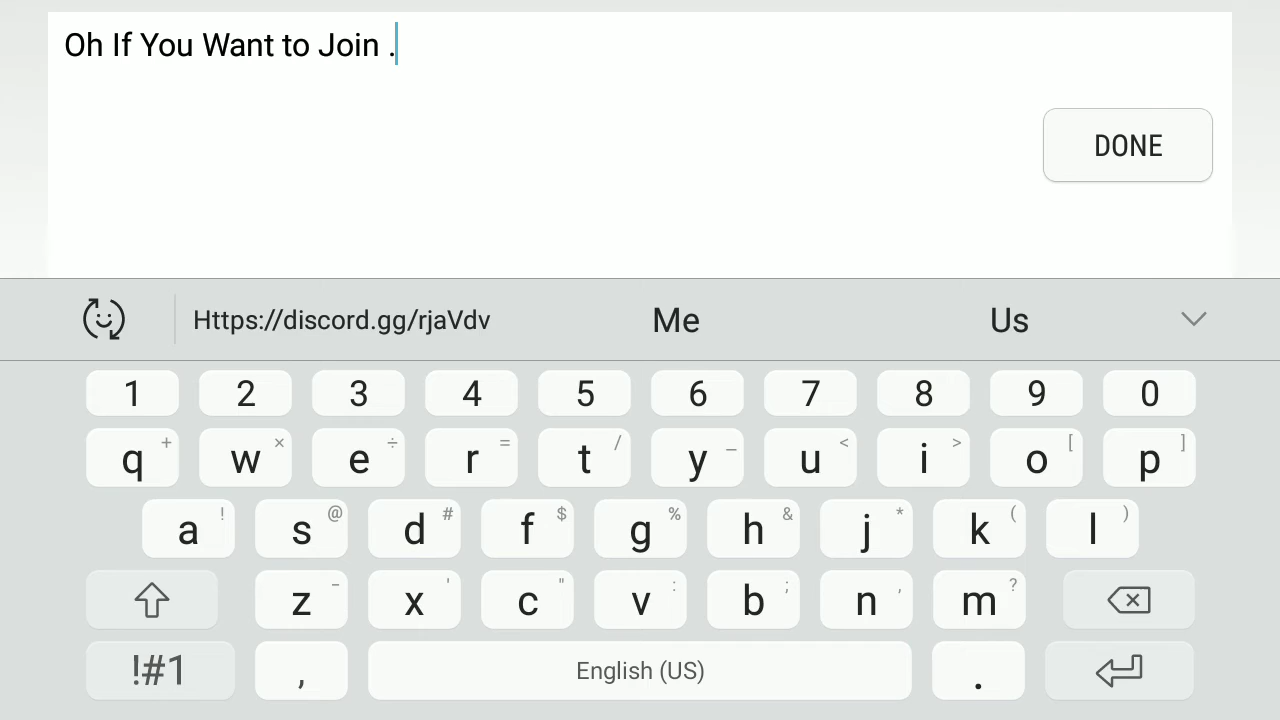 Oh If You Want to Join .
DONE
Https://discord.gg/rjaVdv Me Us
1 2 3 4 5 6 7 8 9 0
q + w × e ÷ r = t / y _ u < i > o [ p ]
a ! s @ d # f $ g % h & j * k ( l )
z - x ' c " v : b ; n , m ?
!#1 , English (US) .